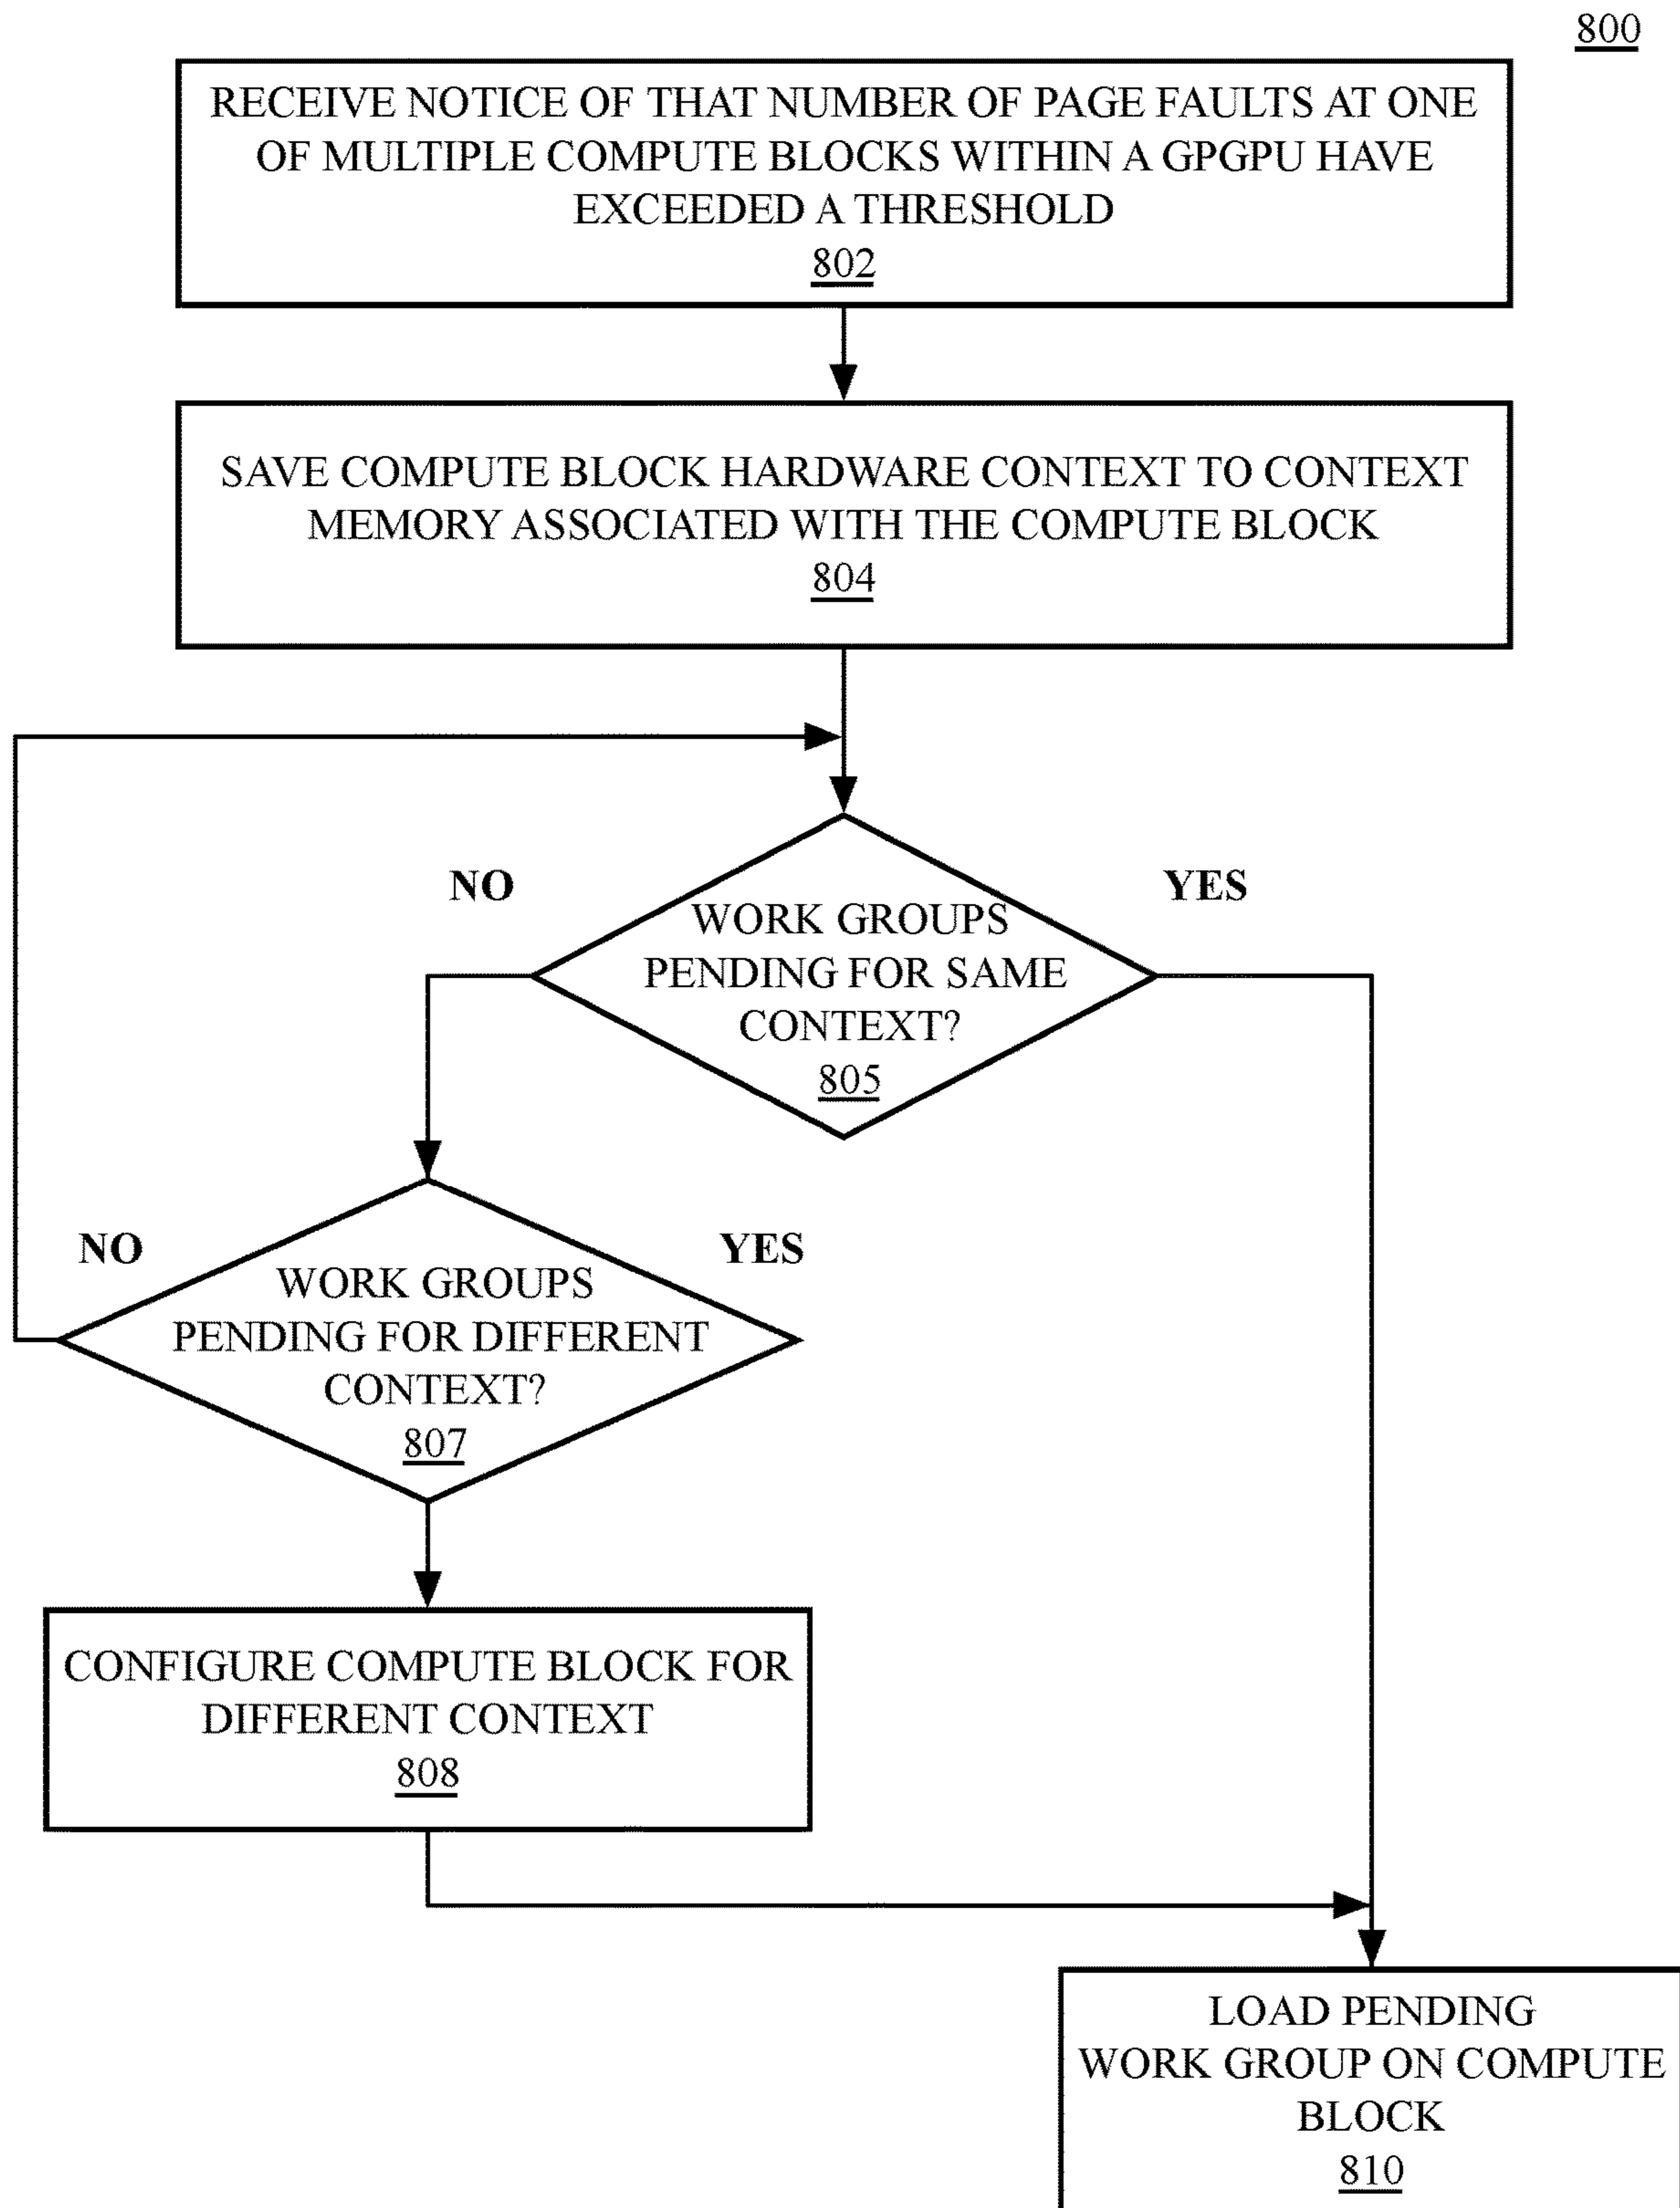 800
RECEIVE NOTICE OF THAT NUMBER OF PAGE FAULTS AT ONE
OF MULTIPLE COMPUTE BLOCKS WITHIN A GPGPU HAVE
EXCEEDED A THRESHOLD
802
SAVE COMPUTE BLOCK HARDWARE CONTEXT TO CONTEXT
MEMORY ASSOCIATED WITH THE COMPUTE BLOCK
804
NO
YES
WORK GROUPS
PENDING FOR SAME
CONTEXT?
805
NO
YES
WORK GROUPS
PENDING FOR DIFFERENT
CONTEXT?
807
CONFIGURE COMPUTE BLOCK FOR
DIFFERENT CONTEXT
808
LOAD PENDING
WORK GROUP ON COMPUTE
BLOCK
810